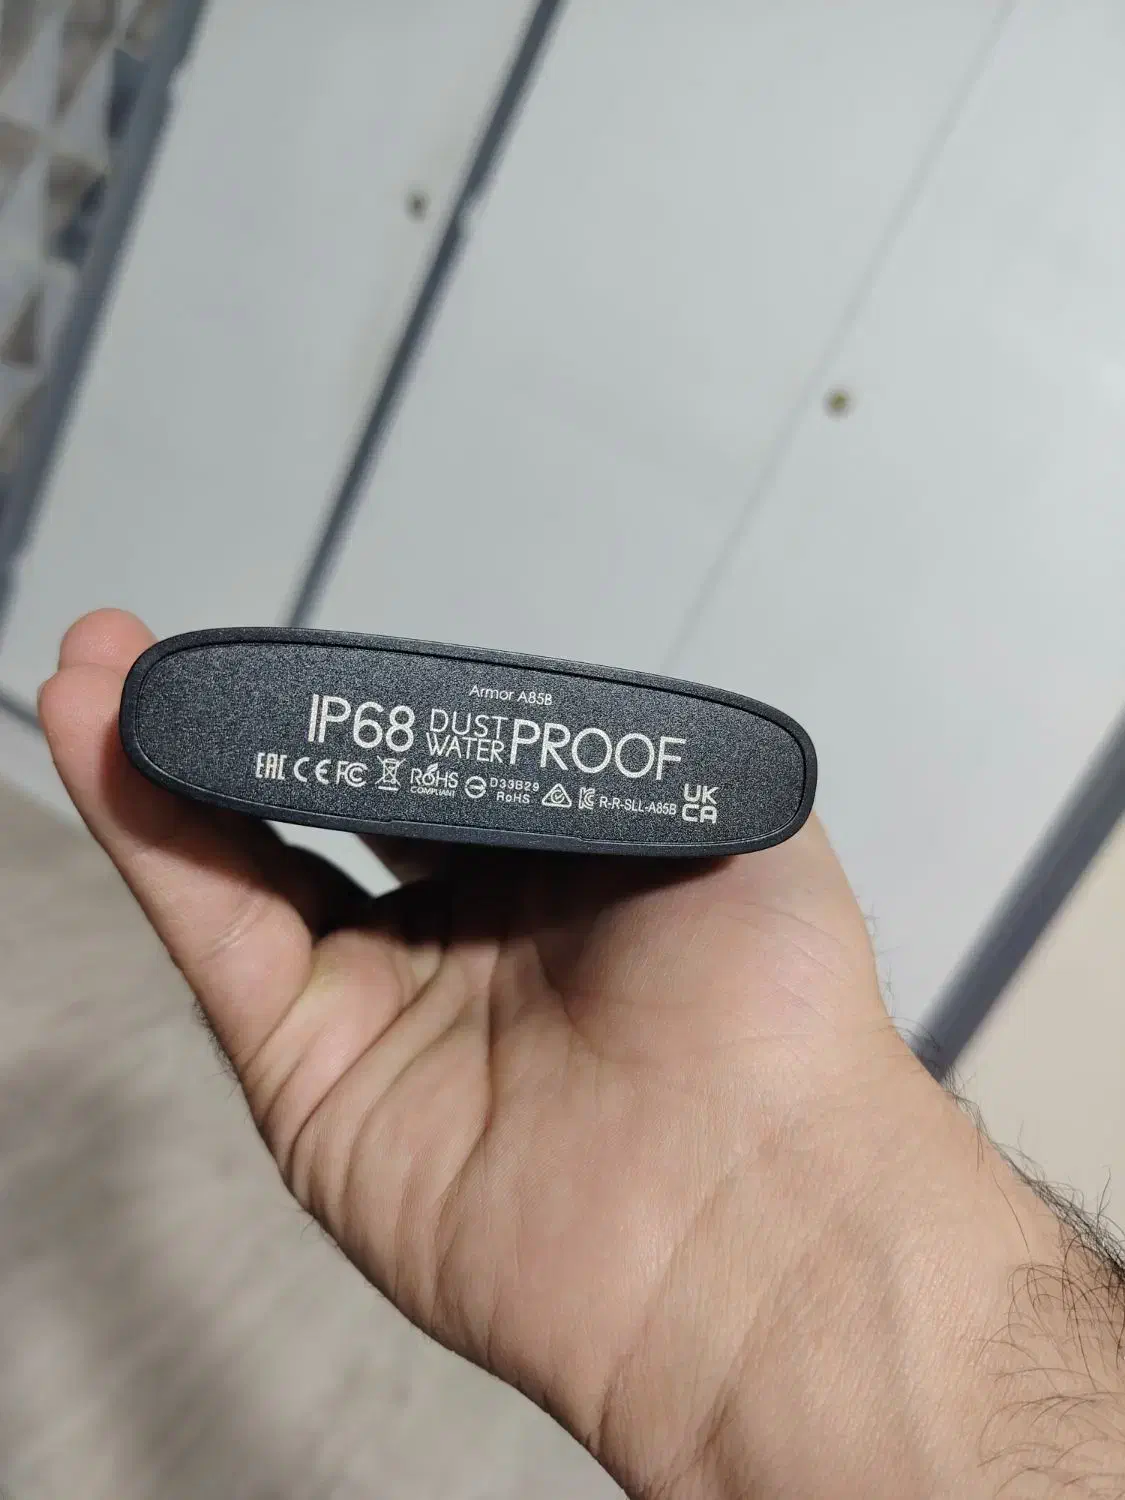 Armor A85B
IP68 DUST WATER PROOF
EAC CE FC RoHS COMPLIANT D33B29 RoHS R-R-SLL-A85B UK CA